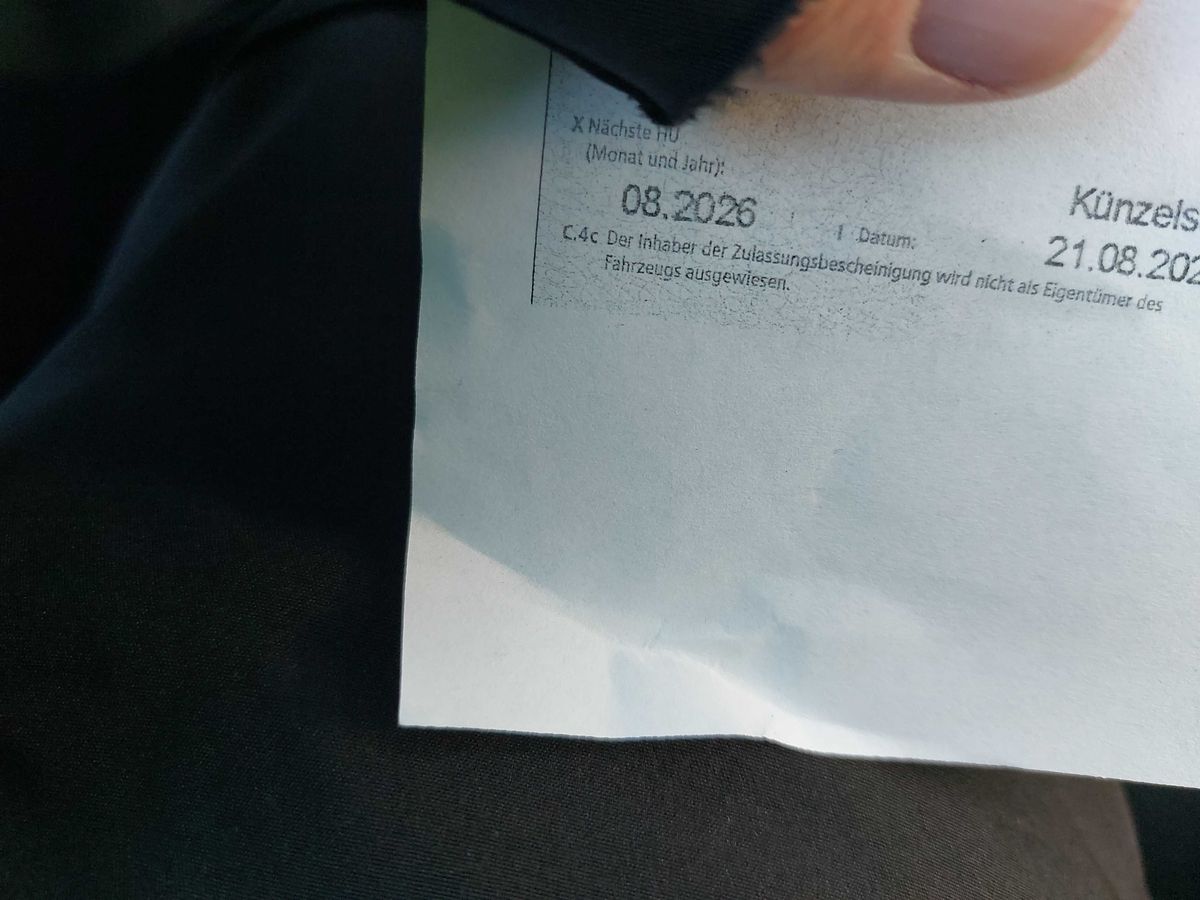 X Nächste HU
(Monat und Jahr):
08.2026
Künzels
I Datum:
21.08.202
C.4c Der Inhaber der Zulassungsbescheinigung wird nicht als Eigentümer des
Fahrzeugs ausgewiesen.